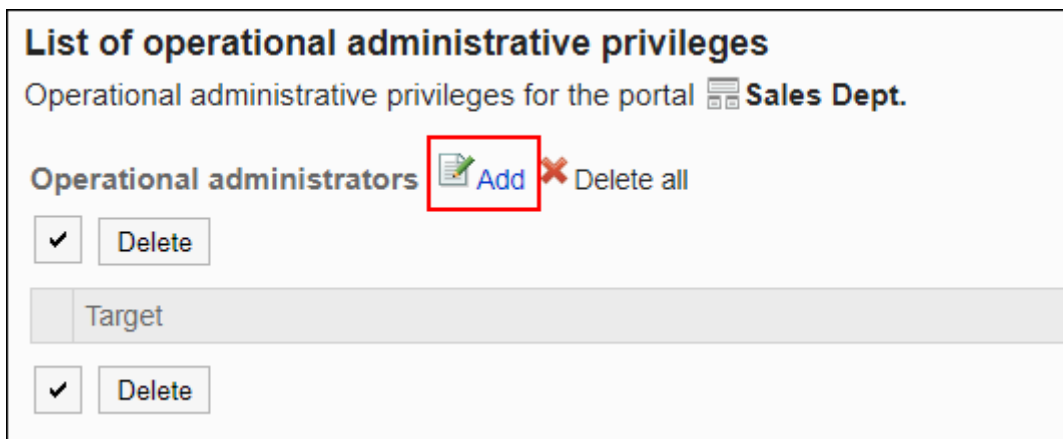 List of operational administrative privileges
Operational administrative privileges for the portal Sales Dept.
Operational administrators Add Delete all
Delete
Target
Delete